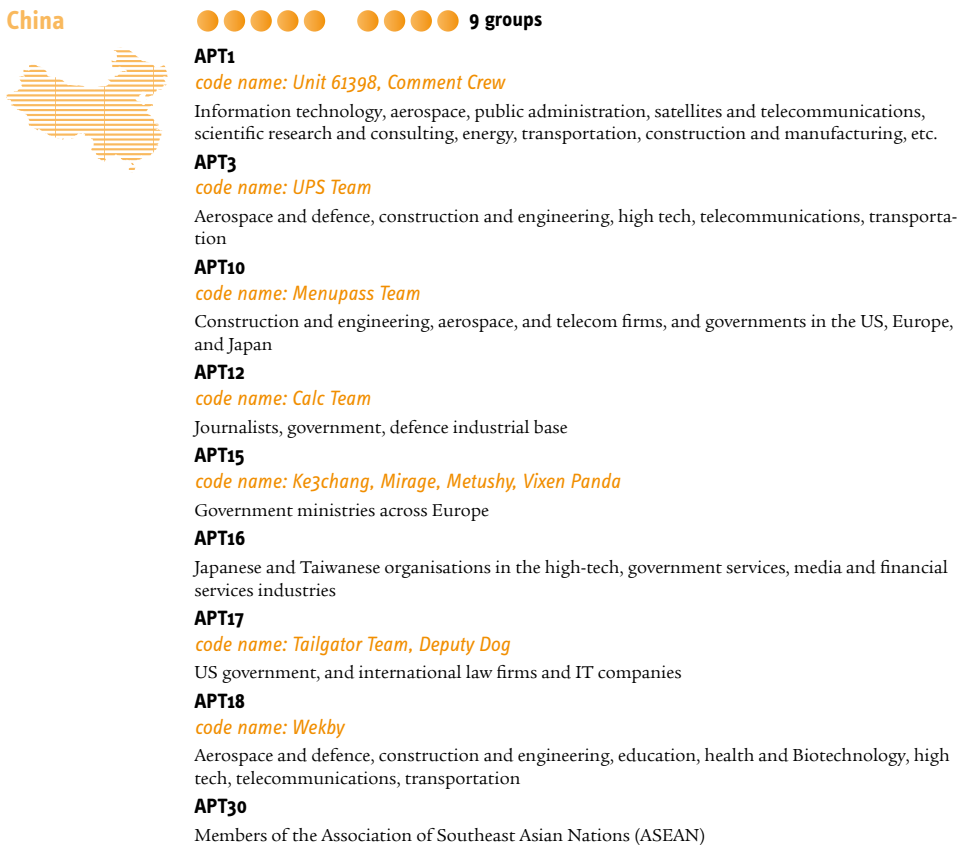 China
9 groups
APT1
code name: Unit 61398, Comment Crew
Information technology, aerospace, public administration, satellites and telecommunications,
scientific research and consulting, energy, transportation, construction and manufacturing, etc.
APT3
code name: UPS Team
Aerospace and defence, construction and engineering, high tech, telecommunications, transporta-
tion
APT10
code name: Menupass Team
Construction and engineering, aerospace, and telecom firms, and governments in the US, Europe,
and Japan
APT12
code name: Calc Team
Journalists, government, defence industrial base
APT15
code name: Ke3chang, Mirage, Metushy, Vixen Panda
Government ministries across Europe
APT16
Japanese and Taiwanese organisations in the high-tech, government services, media and financial
services industries
APT17
code name: Tailgator Team, Deputy Dog
US government, and international law firms and IT companies
APT18
code name: Wekby
Aerospace and defence, construction and engineering, education, health and Biotechnology, high
tech, telecommunications, transportation
APT30
Members of the Association of Southeast Asian Nations (ASEAN)